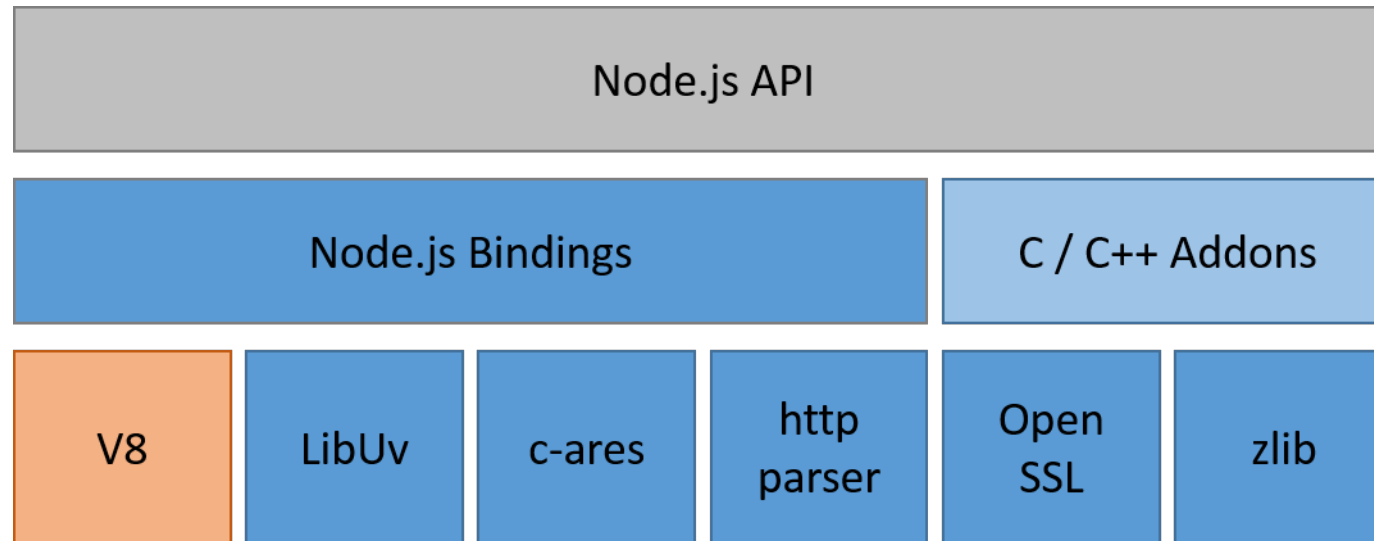 Node.js API
Node.js Bindings
C / C++ Addons
V8
LibUv
c-ares
http
parser
Open
SSL
zlib